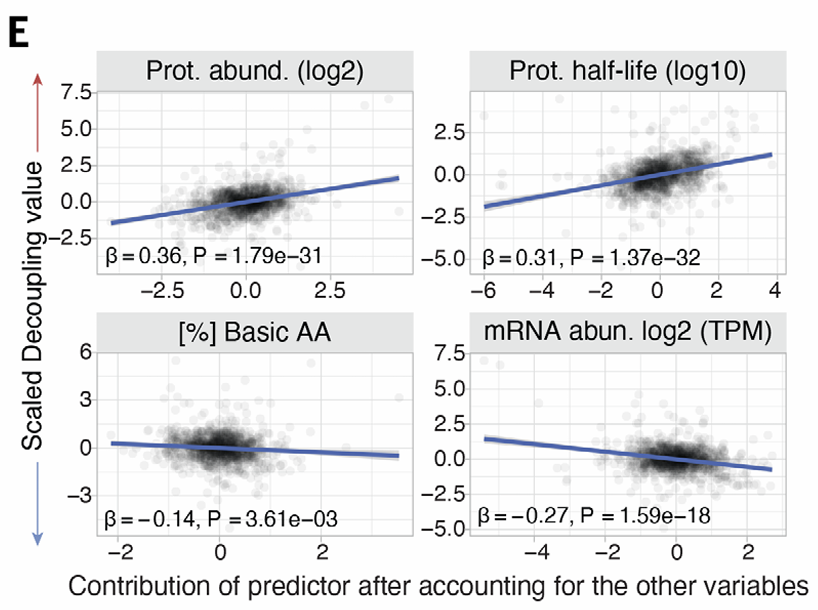 E
Prot. abund. (log2)
7.5
5.0
2.5
0.0
−2.5
β = 0.36, P = 1.79e−31
−2.5 0.0 2.5
Prot. half-life (log10)
2.5
0.0
−2.5
−5.0
β = 0.31, P = 1.37e−32
−6 −4 −2 0 2 4
Scaled Decoupling value
[%] Basic AA
6
3
0
−3
β = −0.14, P = 3.61e−03
−2 0 2
mRNA abun. log2 (TPM)
7.5
5.0
2.5
0.0
−2.5
−5.0
β = −0.27, P = 1.59e−18
−4 −2 0 2
Contribution of predictor after accounting for the other variables